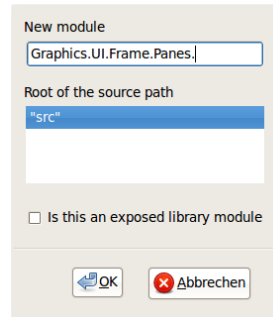 New module
Graphics.UI.Frame.Panes.
Root of the source path
"src"
Is this an exposed library module
OK
Abbrechen